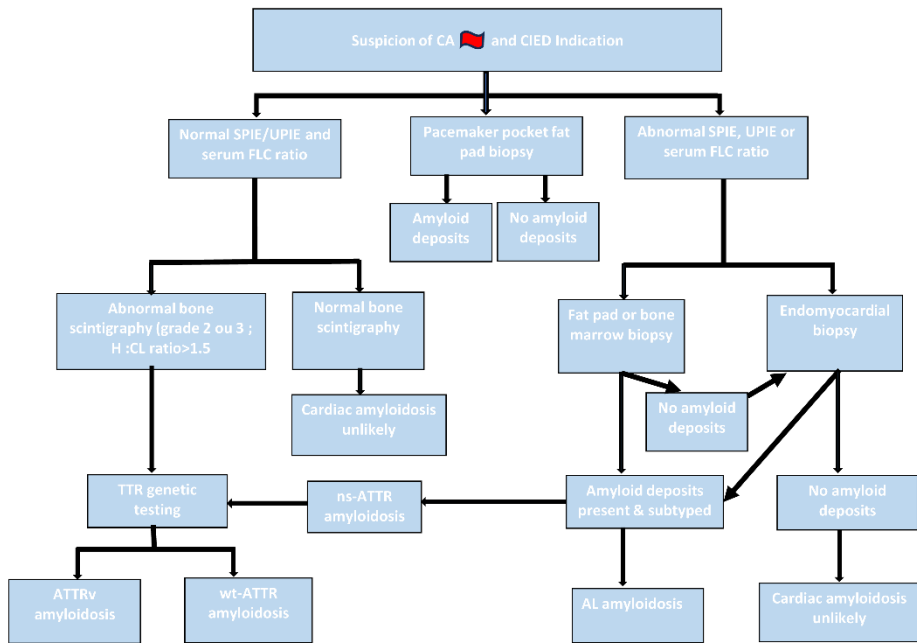 Suspicion of CA and CIED Indication
Normal SPIE/UPIE and
serum FLC ratio
Pacemaker pocket fat
pad biopsy
Abnormal SPIE, UPIE or
serum FLC ratio
Amyloid
deposits
No amyloid
deposits
Abnormal bone
scintigraphy (grade 2 ou 3 ;
H :CL ratio>1.5
Normal bone
scintigraphy
Fat pad or bone
marrow biopsy
Endomyocardial
biopsy
Cardiac amyloidosis
unlikely
No amyloid
deposits
TTR genetic
testing
ns-ATTR
amyloidosis
Amyloid deposits
present & subtyped
No amyloid
deposits
ATTRv
amyloidosis
wt-ATTR
amyloidosis
AL amyloidosis
Cardiac amyloidosis
unlikely